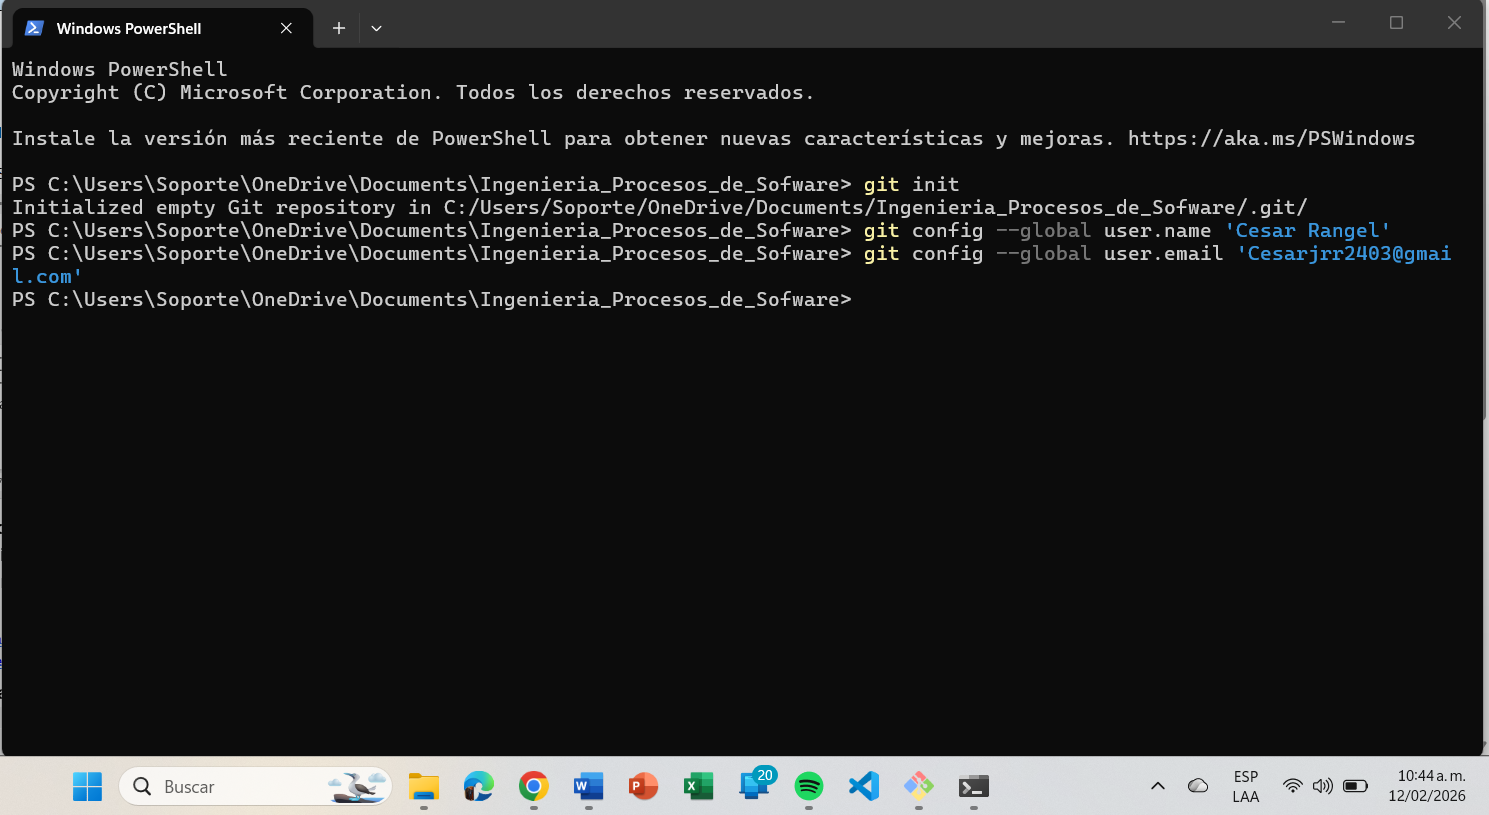 Windows PowerShell
Windows PowerShell
Copyright (C) Microsoft Corporation. Todos los derechos reservados.
Instale la versión más reciente de PowerShell para obtener nuevas características y mejoras. https://aka.ms/PSWindows
PS C:\Users\Soporte\OneDrive\Documents\Ingenieria_Procesos_de_Sofware> git init
Initialized empty Git repository in C:/Users/Soporte/OneDrive/Documents/Ingenieria_Procesos_de_Sofware/.git/
PS C:\Users\Soporte\OneDrive\Documents\Ingenieria_Procesos_de_Sofware> git config --global user.name 'Cesar Rangel'
PS C:\Users\Soporte\OneDrive\Documents\Ingenieria_Procesos_de_Sofware> git config --global user.email 'Cesarjrr2403@gmai
l.com'
PS C:\Users\Soporte\OneDrive\Documents\Ingenieria_Procesos_de_Sofware>
Buscar
W
P
X
20
ESP
LAA
10:44 a. m.
12/02/2026